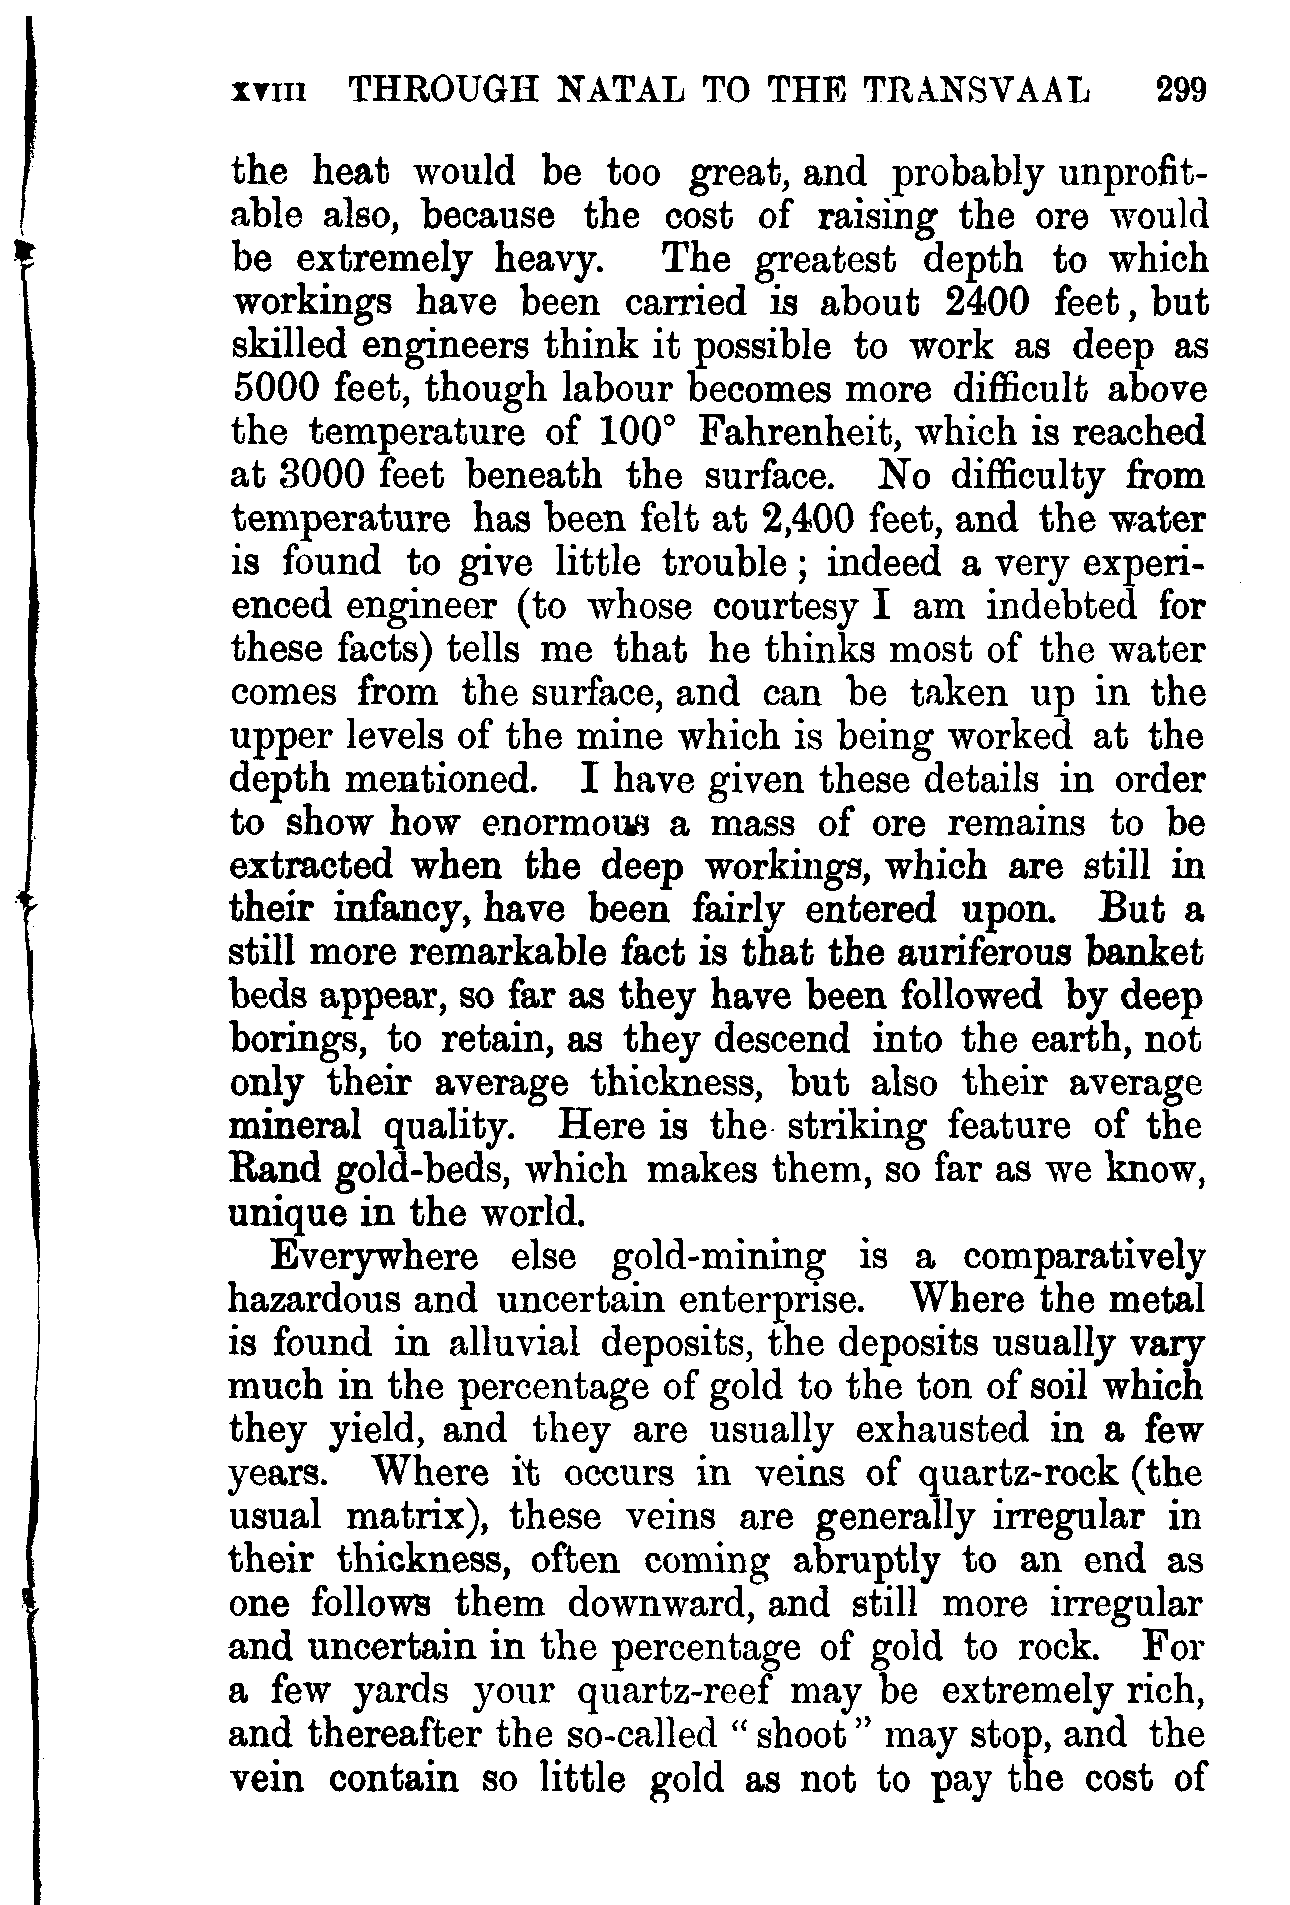 xviii THROUGH NATAL TO THE TRANSVAAL 299
the heat would be too great, and probably unprofit-
able also, because the cost of raising the ore would
be extremely heavy. The greatest depth to which
workings have been carried is about 2400 feet, but
skilled engineers think it possible to work as deep as
5000 feet, though labour becomes more difficult above
the temperature of 100° Fahrenheit, which is reached
at 3000 feet beneath the surface. No difficulty from
temperature has been felt at 2,400 feet, and the water
is found to give little trouble; indeed a very experi-
enced engineer (to whose courtesy I am indebted for
these facts) tells me that he thinks most of the water
comes from the surface, and can be taken up in the
upper levels of the mine which is being worked at the
depth mentioned. I have given these details in order
to show how enormous a mass of ore remains to be
extracted when the deep workings, which are still in
their infancy, have been fairly entered upon. But a
still more remarkable fact is that the auriferous banket
beds appear, so far as they have been followed by deep
borings, to retain, as they descend into the earth, not
only their average thickness, but also their average
mineral quality. Here is the striking feature of the
Rand gold-beds, which makes them, so far as we know,
unique in the world.
Everywhere else gold-mining is a comparatively
hazardous and uncertain enterprise. Where the metal
is found in alluvial deposits, the deposits usually vary
much in the percentage of gold to the ton of soil which
they yield, and they are usually exhausted in a few
years. Where it occurs in veins of quartz-rock (the
usual matrix), these veins are generally irregular in
their thickness, often coming abruptly to an end as
one follows them downward, and still more irregular
and uncertain in the percentage of gold to rock. For
a few yards your quartz-reef may be extremely rich,
and thereafter the so-called "shoot" may stop, and the
vein contain so little gold as not to pay the cost of